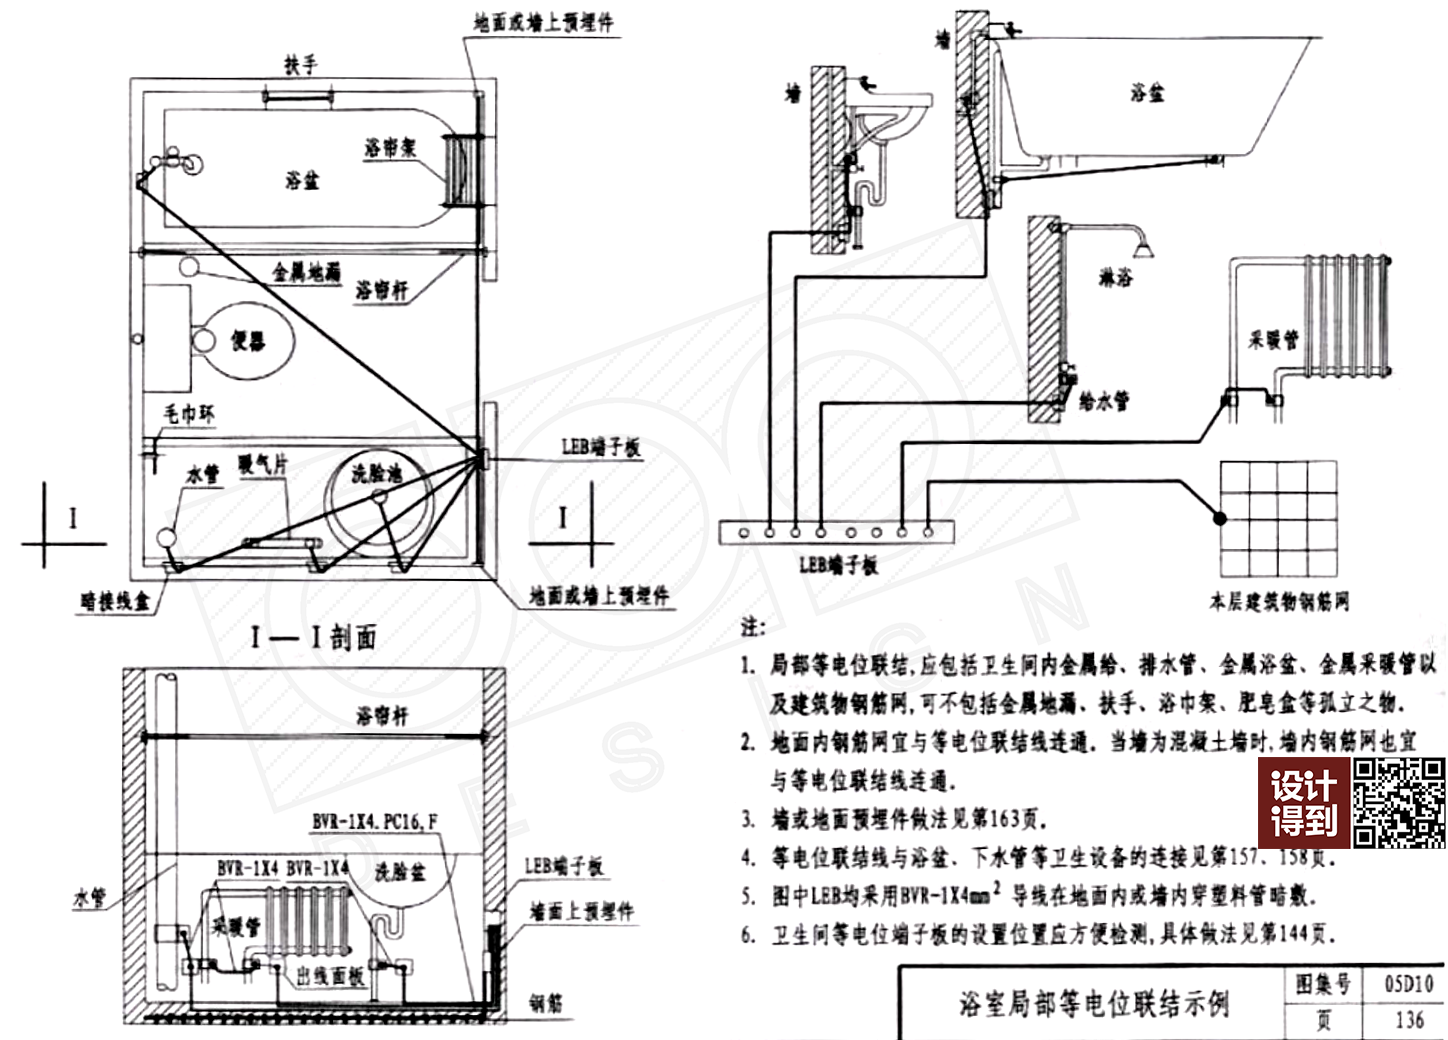 地面或墙上预埋件
扶手
浴帘架
浴盆
金属地漏
浴帘杆
便器
毛巾环
水管
暖气片
洗脸池
LEB端子板
I
I
暗接线盒
地面或墙上预埋件
I—I剖面
浴帘杆
BVR-1X4.PC16,F
BVR-1X4 BVR-1X4
洗脸盆
LEB端子板
水管
采暖管
墙面上预埋件
出线面板
钢筋
墙
墙
浴盆
淋浴
采暖管
给水管
LEB端子板
本层建筑物钢筋网
注:
1. 局部等电位联结,应包括卫生间内金属给、排水管、金属浴盆、金属采暖管以
及建筑物钢筋网,可不包括金属地漏、扶手、浴巾架、肥皂盒等孤立之物。
2. 地面内钢筋网宜与等电位联结线连通。当墙为混凝土墙时,墙内钢筋网也宜
与等电位联结线连通。
3. 墙或地面预埋件做法见第163页。
4. 等电位联结线与浴盆、下水管等卫生设备的连接见第157、158页。
5. 图中LEB均采用BVR-1X4mm² 导线在地面内或墙内穿塑料管暗敷。
6. 卫生间等电位端子板的设置位置应方便检测,具体做法见第144页。
设计
得到
浴室局部等电位联结示例
图集号 05D10
页 136
DESIGN